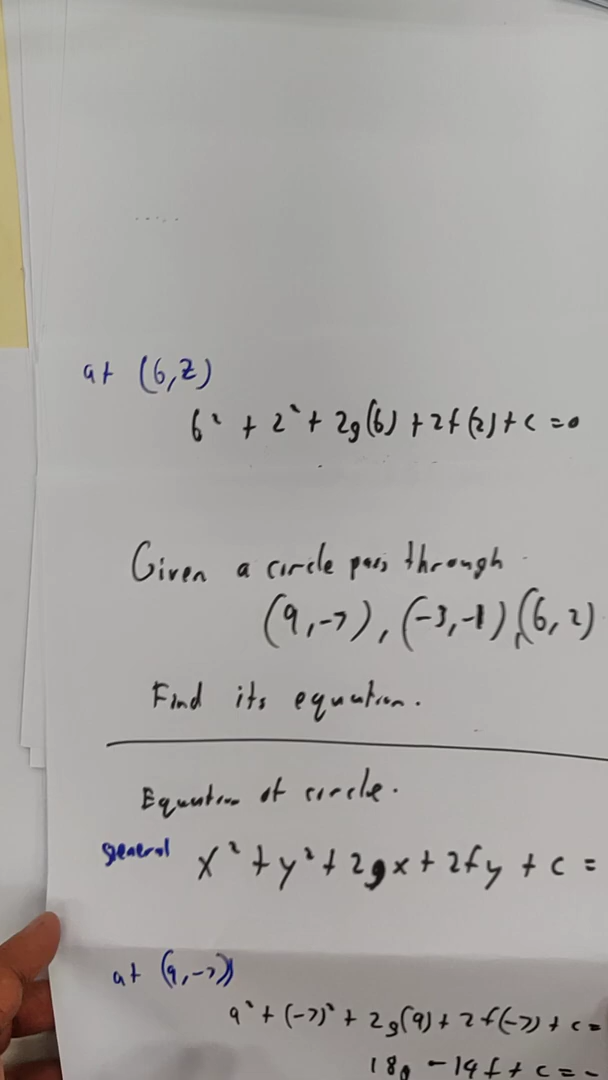 at (6,2)
6² + 2² + 2g(6) + 2f(2) + c = 0
Given a circle pass through
(9,-7), (-3,-1) (6,2)
Find its equation.
Equation of circle.
general x² + y² + 2gx + 2fy + c =
at (9,-7)
9² + (-7)² + 2g(9) + 2f(-7) + c =
18g - 14f + c = -